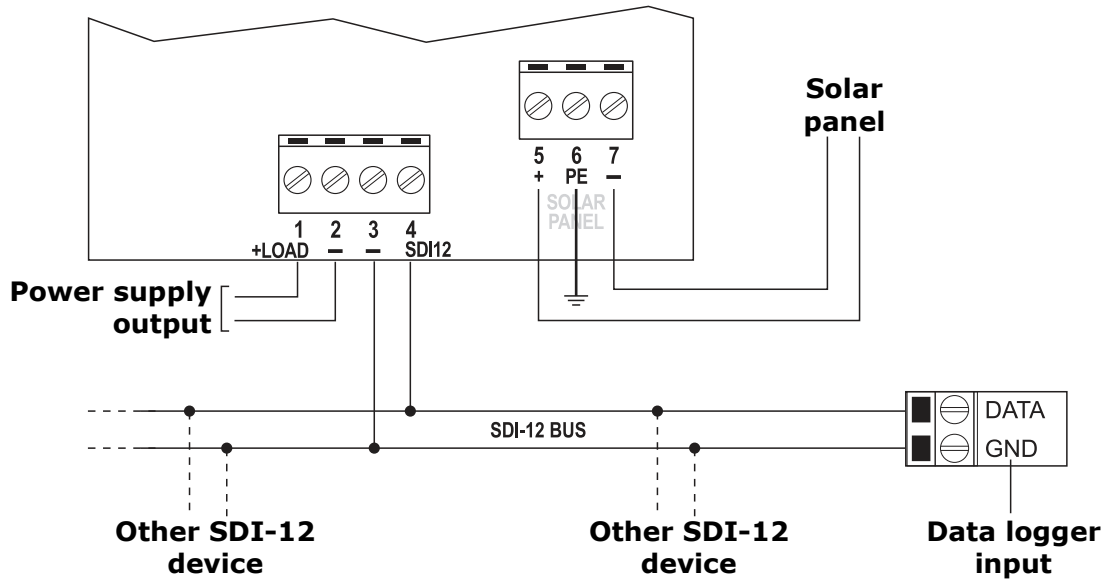 Solar
panel
5 6 7
+ PE –
SOLAR
PANEL
1 2 3 4
+LOAD – – SDI12
Power supply
output
DATA
SDI-12 BUS
GND
Other SDI-12
device
Other SDI-12
device
Data logger
input